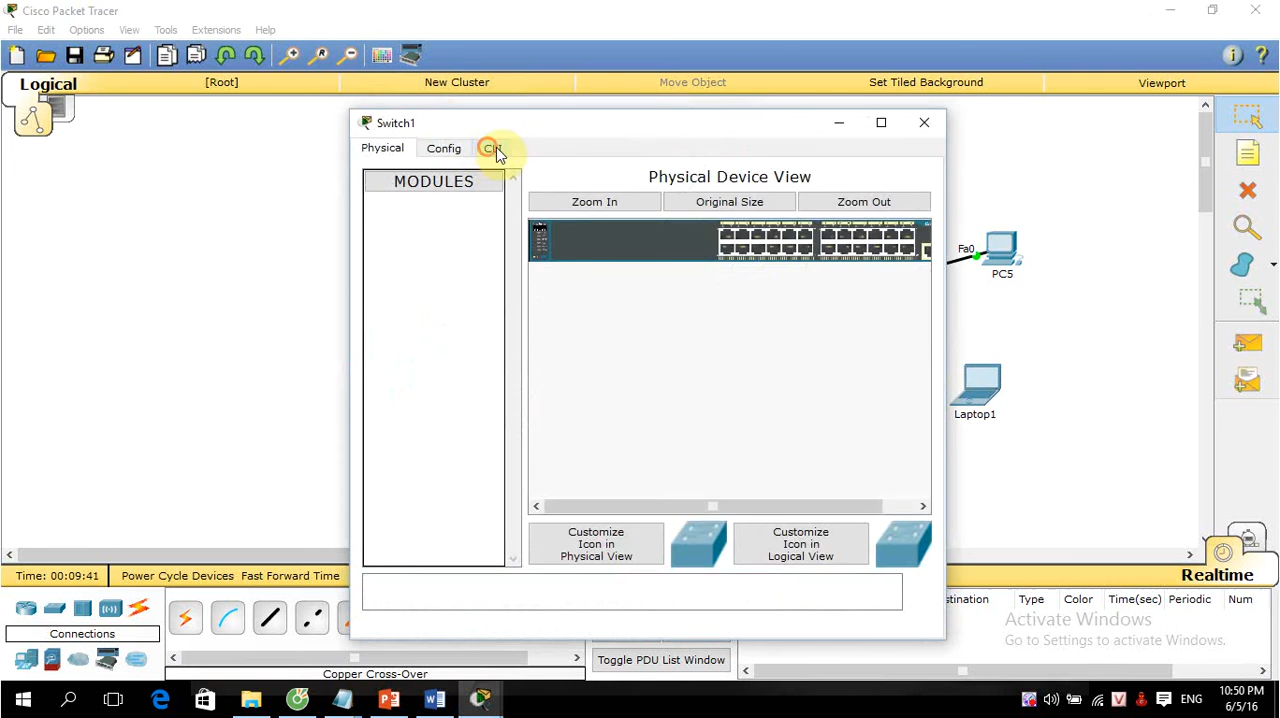 Cisco Packet Tracer
File Edit Options View Tools Extensions Help
Logical [Root] New Cluster Move Object Set Tiled Background Viewport
Switch1
Physical Config CLI
MODULES
Physical Device View
Zoom In Original Size Zoom Out
Customize
Icon in
Physical View
Customize
Icon in
Logical View
Fa0
PC5
Laptop1
Time: 00:09:41 Power Cycle Devices Fast Forward Time
Realtime
Connections
Copper Cross-Over
Toggle PDU List Window
Type Color Time(sec) Periodic Num
Activate Windows
Go to Settings to activate Windows.
ENG
10:50 PM
6/5/16